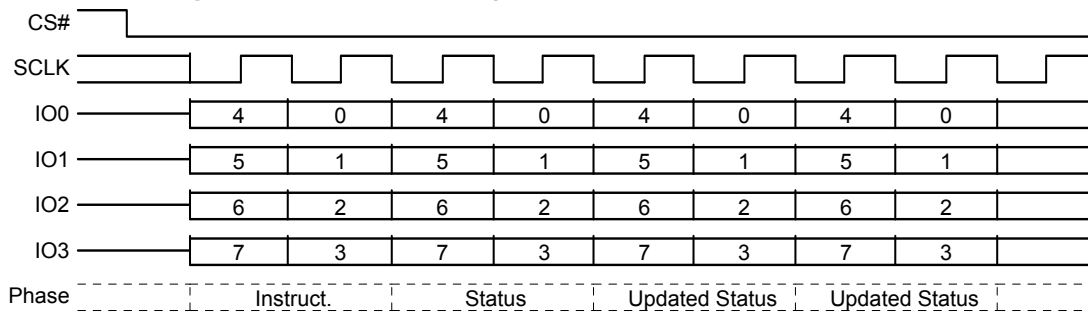 CS#
SCLK
IO0 4 0 4 0 4 0 4 0
IO1 5 1 5 1 5 1 5 1
IO2 6 2 6 2 6 2 6 2
IO3 7 3 7 3 7 3 7 3
Phase Instruct. Status Updated Status Updated Status